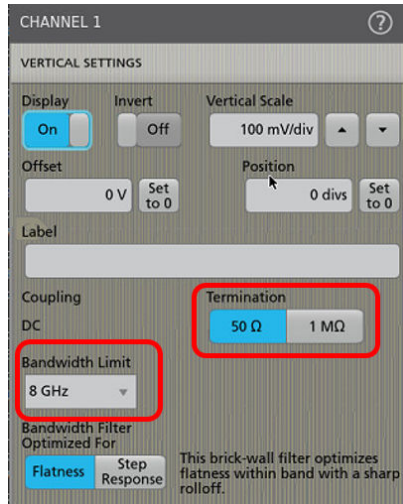 CHANNEL 1 ?
VERTICAL SETTINGS
Display Invert Vertical Scale
On Off 100 mV/div
Offset Position
0 V Set to 0 0 divs Set to 0
Label
Coupling Termination
DC 50 Ω 1 MΩ
Bandwidth Limit
8 GHz
Bandwidth Filter
Optimized For
Flatness Step Response
This brick-wall filter optimizes
flatness within band with a sharp
rolloff.